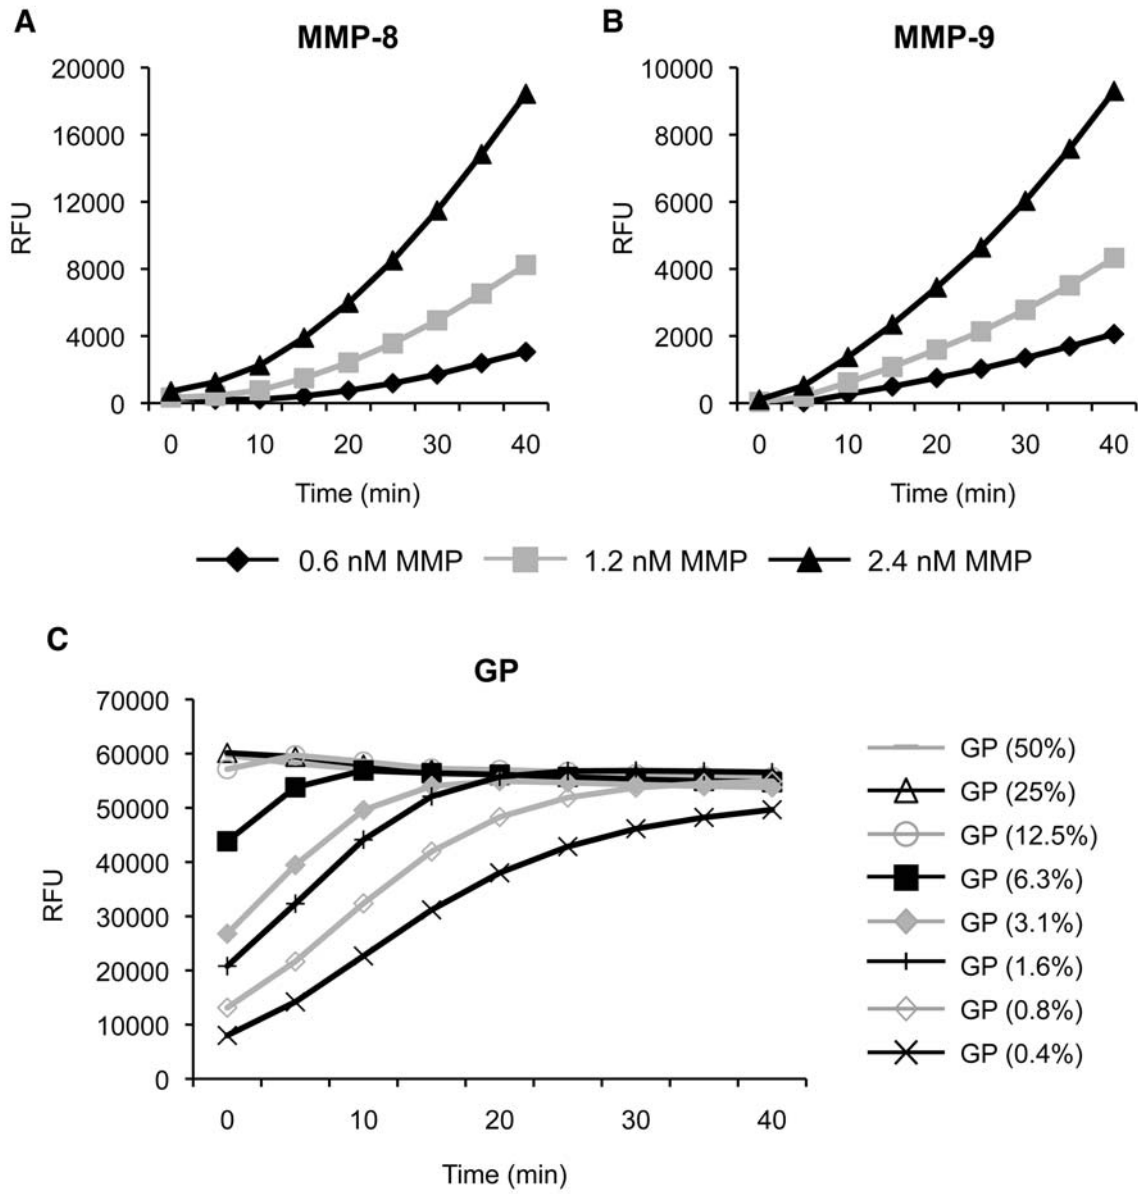 A
MMP-8
20000
16000
12000
8000
4000
0
RFU
0 10 20 30 40
Time (min)
B
MMP-9
10000
8000
6000
4000
2000
0
RFU
0 10 20 30 40
Time (min)
0.6 nM MMP 1.2 nM MMP 2.4 nM MMP
C
GP
70000
60000
50000
40000
30000
20000
10000
0
RFU
0 10 20 30 40
Time (min)
GP (50%)
GP (25%)
GP (12.5%)
GP (6.3%)
GP (3.1%)
GP (1.6%)
GP (0.8%)
GP (0.4%)